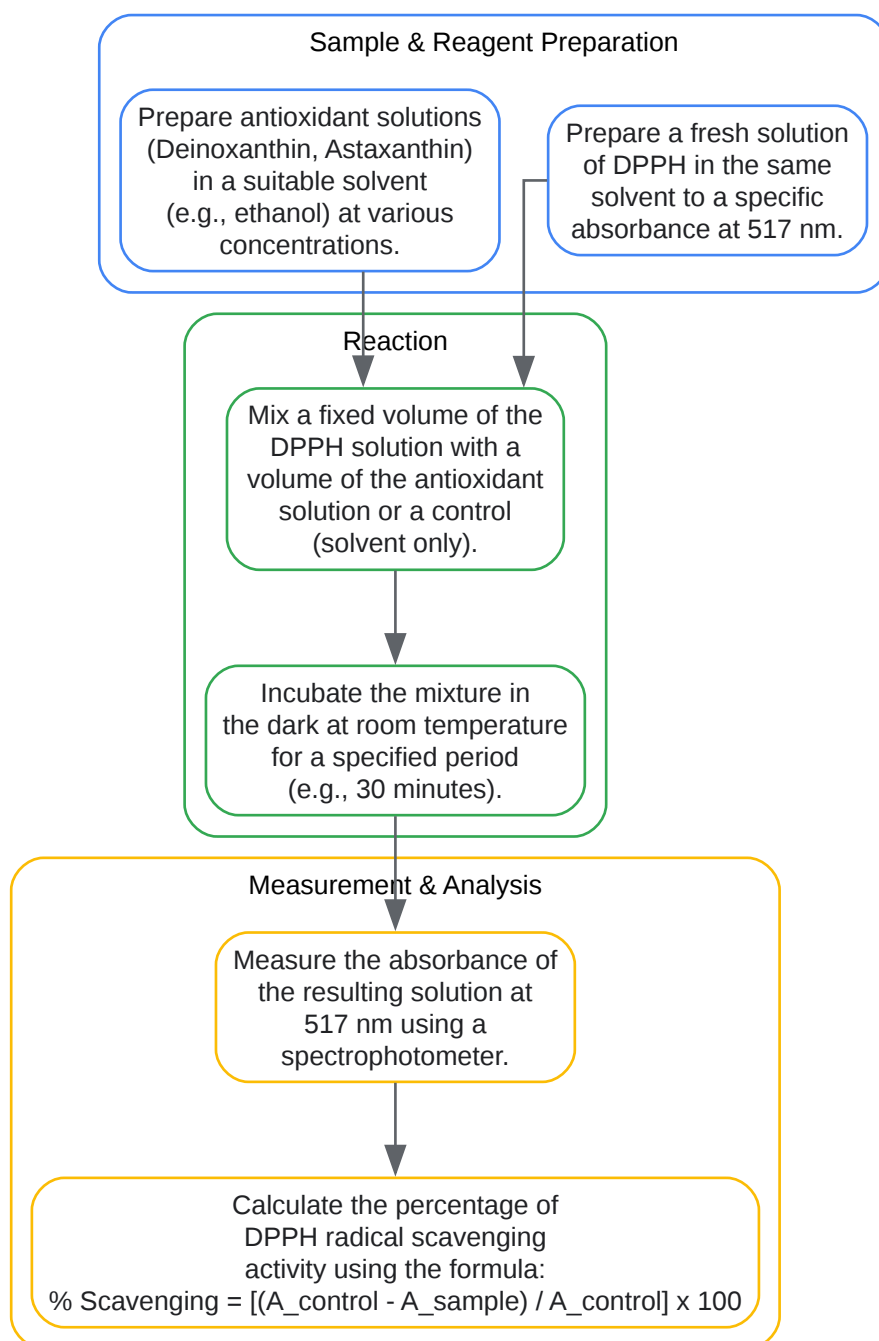 Sample & Reagent Preparation
Prepare antioxidant solutions
(Deinoxanthin, Astaxanthin)
in a suitable solvent
(e.g., ethanol) at various
concentrations.
Prepare a fresh solution
of DPPH in the same
solvent to a specific
absorbance at 517 nm.
Reaction
Mix a fixed volume of the
DPPH solution with a
volume of the antioxidant
solution or a control
(solvent only).
Incubate the mixture in
the dark at room temperature
for a specified period
(e.g., 30 minutes).
Measurement & Analysis
Measure the absorbance of
the resulting solution at
517 nm using a
spectrophotometer.
Calculate the percentage of
DPPH radical scavenging
activity using the formula:
% Scavenging = [(A_control - A_sample) / A_control] x 100